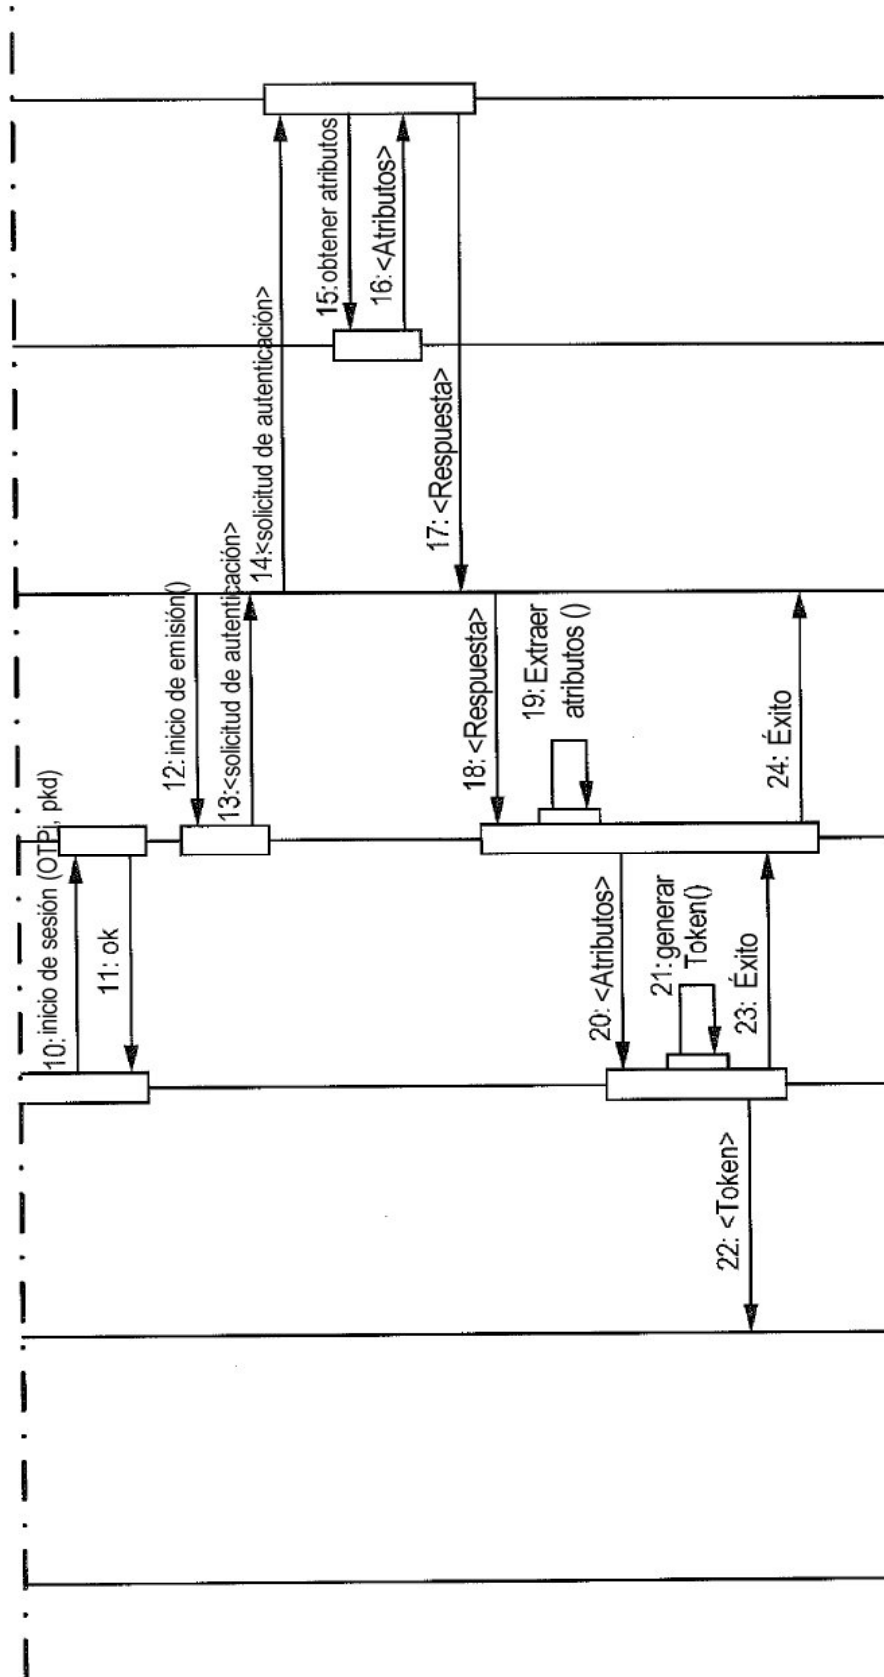 10: inicio de sesión (OTPi, pkd)
11: ok
12: inicio de emisión()
13:<solicitud de autenticación>
14:<solicitud de autenticación>
15: obtener atributos
16: <Atributos>
17: <Respuesta>
18: <Respuesta>
19: Extraer
atributos ()
20: <Atributos>
21: generar
Token()
22: <Token>
23: Éxito
24: Éxito